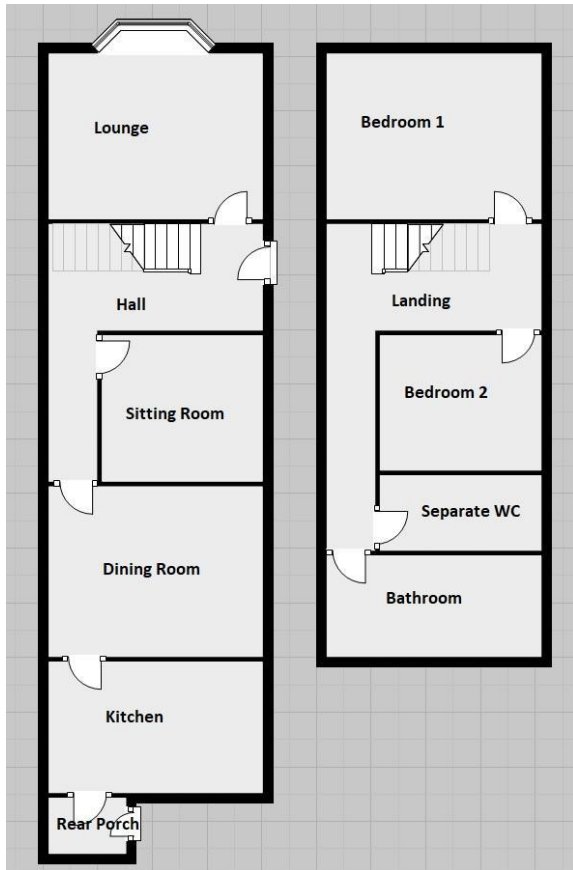 Lounge
Hall
Sitting Room
Dining Room
Kitchen
Rear Porch
Bedroom 1
Landing
Bedroom 2
Separate WC
Bathroom